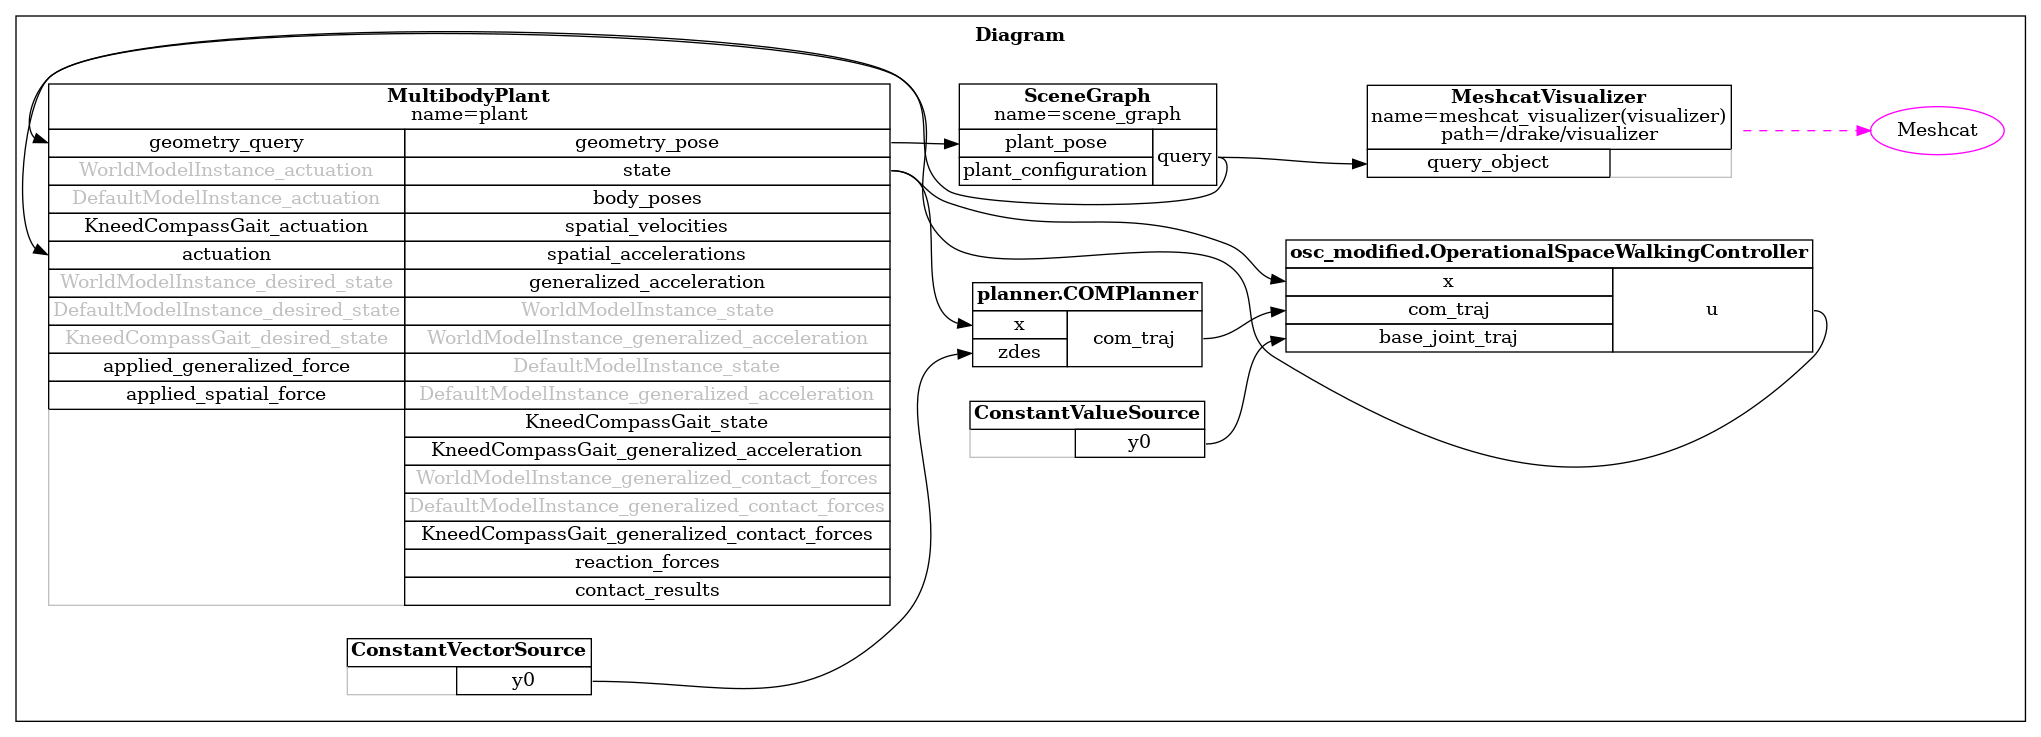 Diagram
MultibodyPlant
name=plant
geometry_query
WorldModelInstance_actuation
DefaultModelInstance_actuation
KneedCompassGait_actuation
actuation
WorldModelInstance_desired_state
DefaultModelInstance_desired_state
KneedCompassGait_desired_state
applied_generalized_force
applied_spatial_force
geometry_pose
state
body_poses
spatial_velocities
spatial_accelerations
generalized_acceleration
WorldModelInstance_state
WorldModelInstance_generalized_acceleration
DefaultModelInstance_state
DefaultModelInstance_generalized_acceleration
KneedCompassGait_state
KneedCompassGait_generalized_acceleration
WorldModelInstance_generalized_contact_forces
DefaultModelInstance_generalized_contact_forces
KneedCompassGait_generalized_contact_forces
reaction_forces
contact_results
SceneGraph
name=scene_graph
plant_pose
plant_configuration
query
MeshcatVisualizer
name=meshcat_visualizer(visualizer)
path=/drake/visualizer
query_object
Meshcat
osc_modified.OperationalSpaceWalkingController
x
com_traj
base_joint_traj
u
planner.COMPlanner
x
zdes
com_traj
ConstantValueSource
y0
ConstantVectorSource
y0